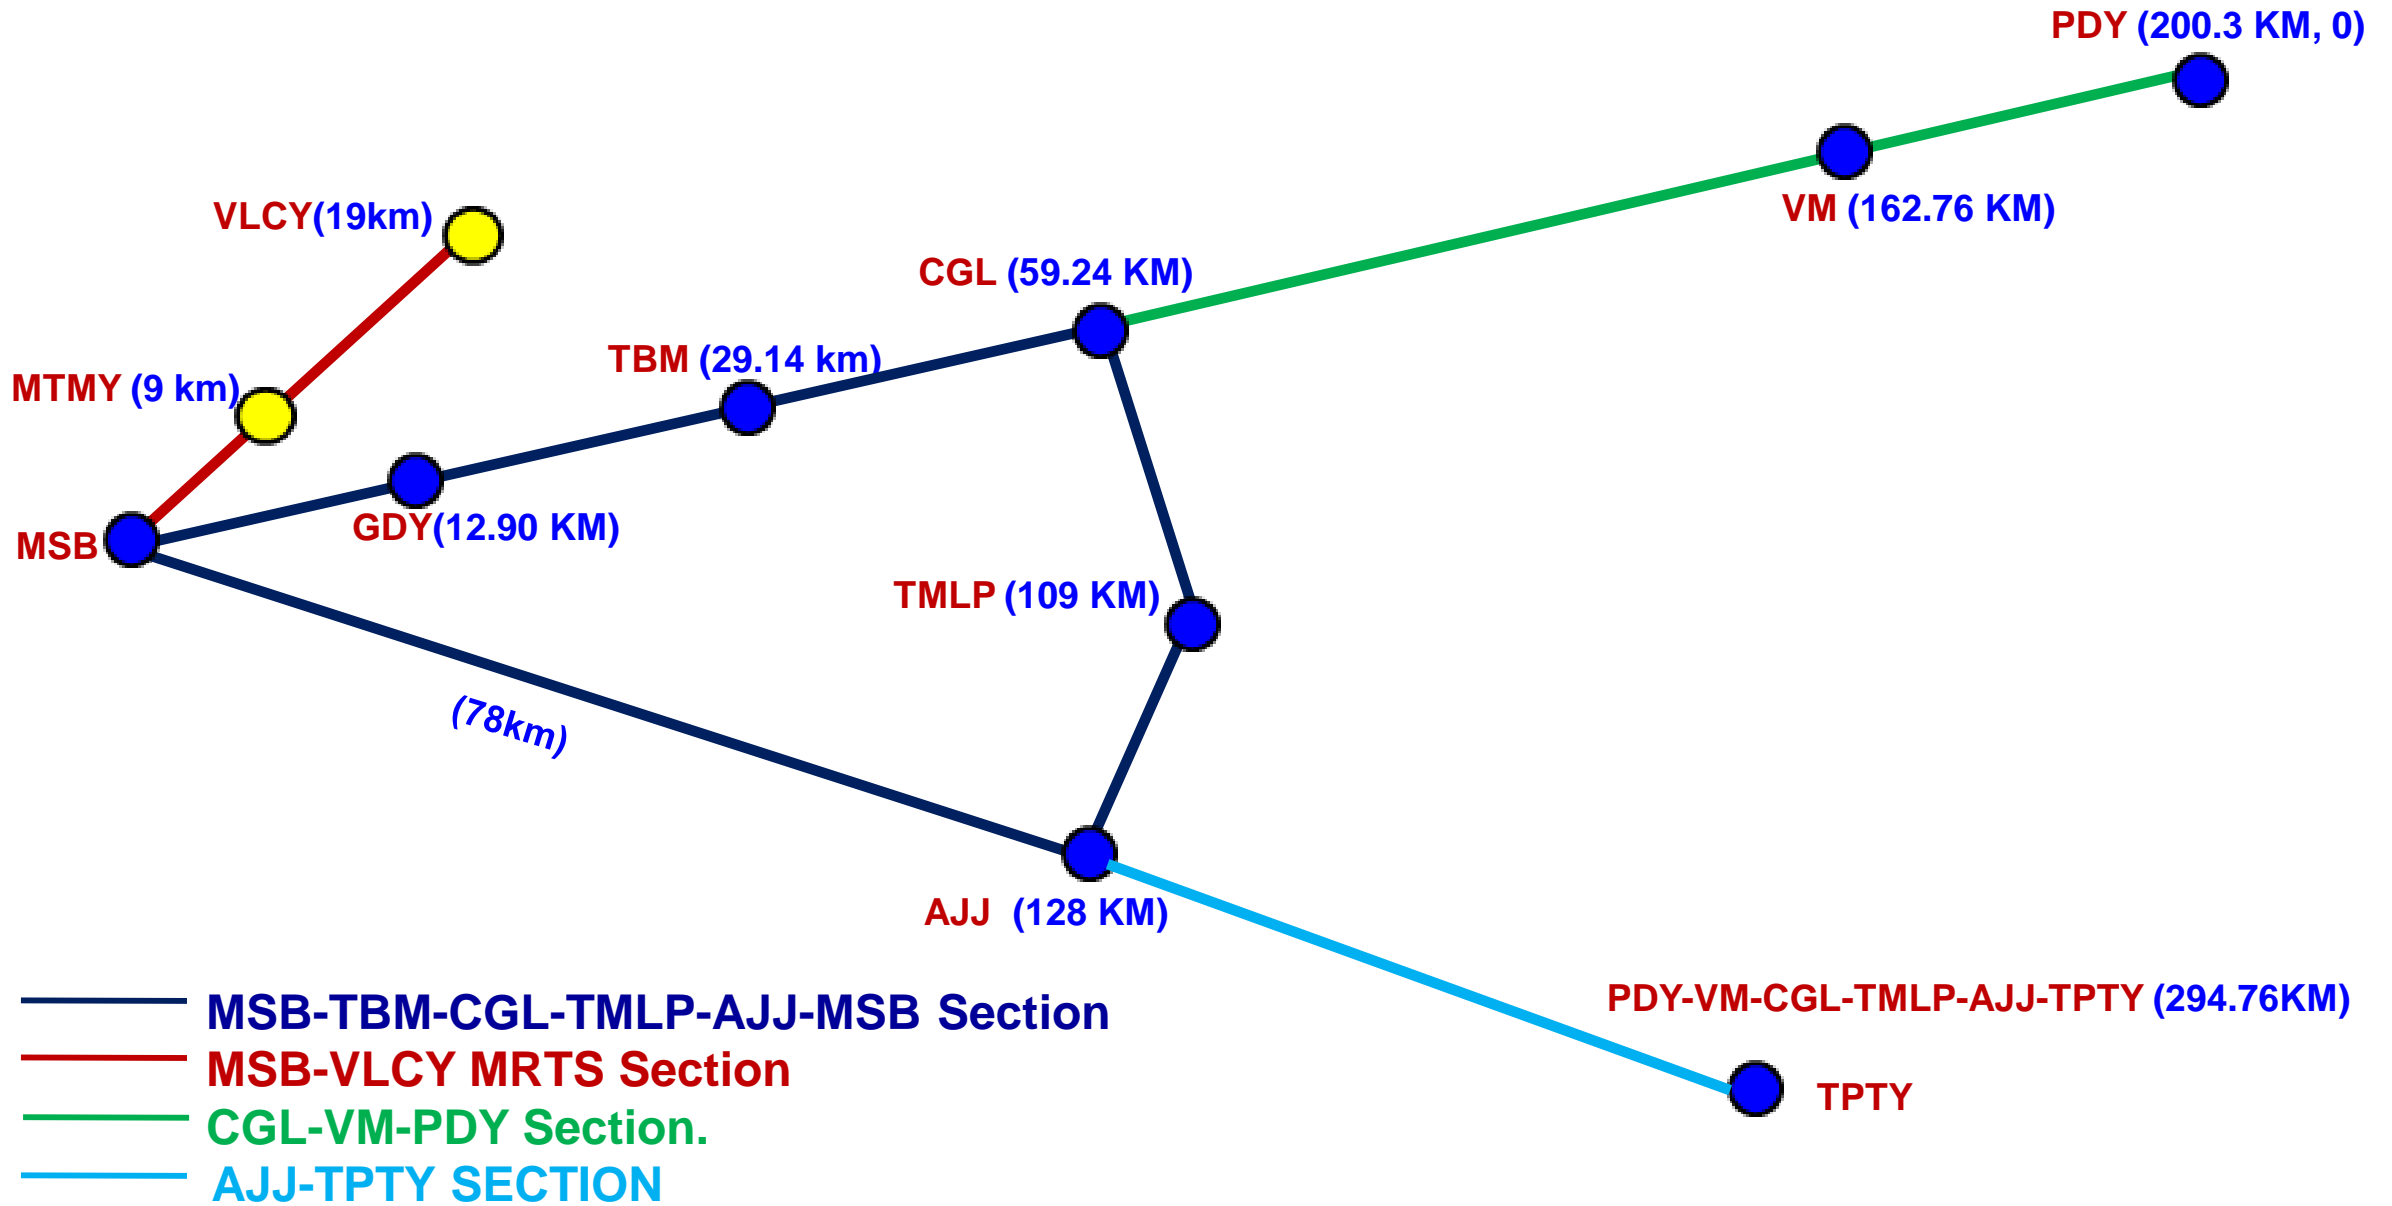 PDY (200.3 KM, 0)
VLCY(19km)
VM (162.76 KM)
CGL (59.24 KM)
TBM (29.14 km)
MTMY (9 km)
GDY(12.90 KM)
MSB
TMLP (109 KM)
(78km)
AJJ (128 KM)
PDY-VM-CGL-TMLP-AJJ-TPTY (294.76KM)
TPTY
MSB-TBM-CGL-TMLP-AJJ-MSB Section
MSB-VLCY MRTS Section
CGL-VM-PDY Section.
AJJ-TPTY SECTION